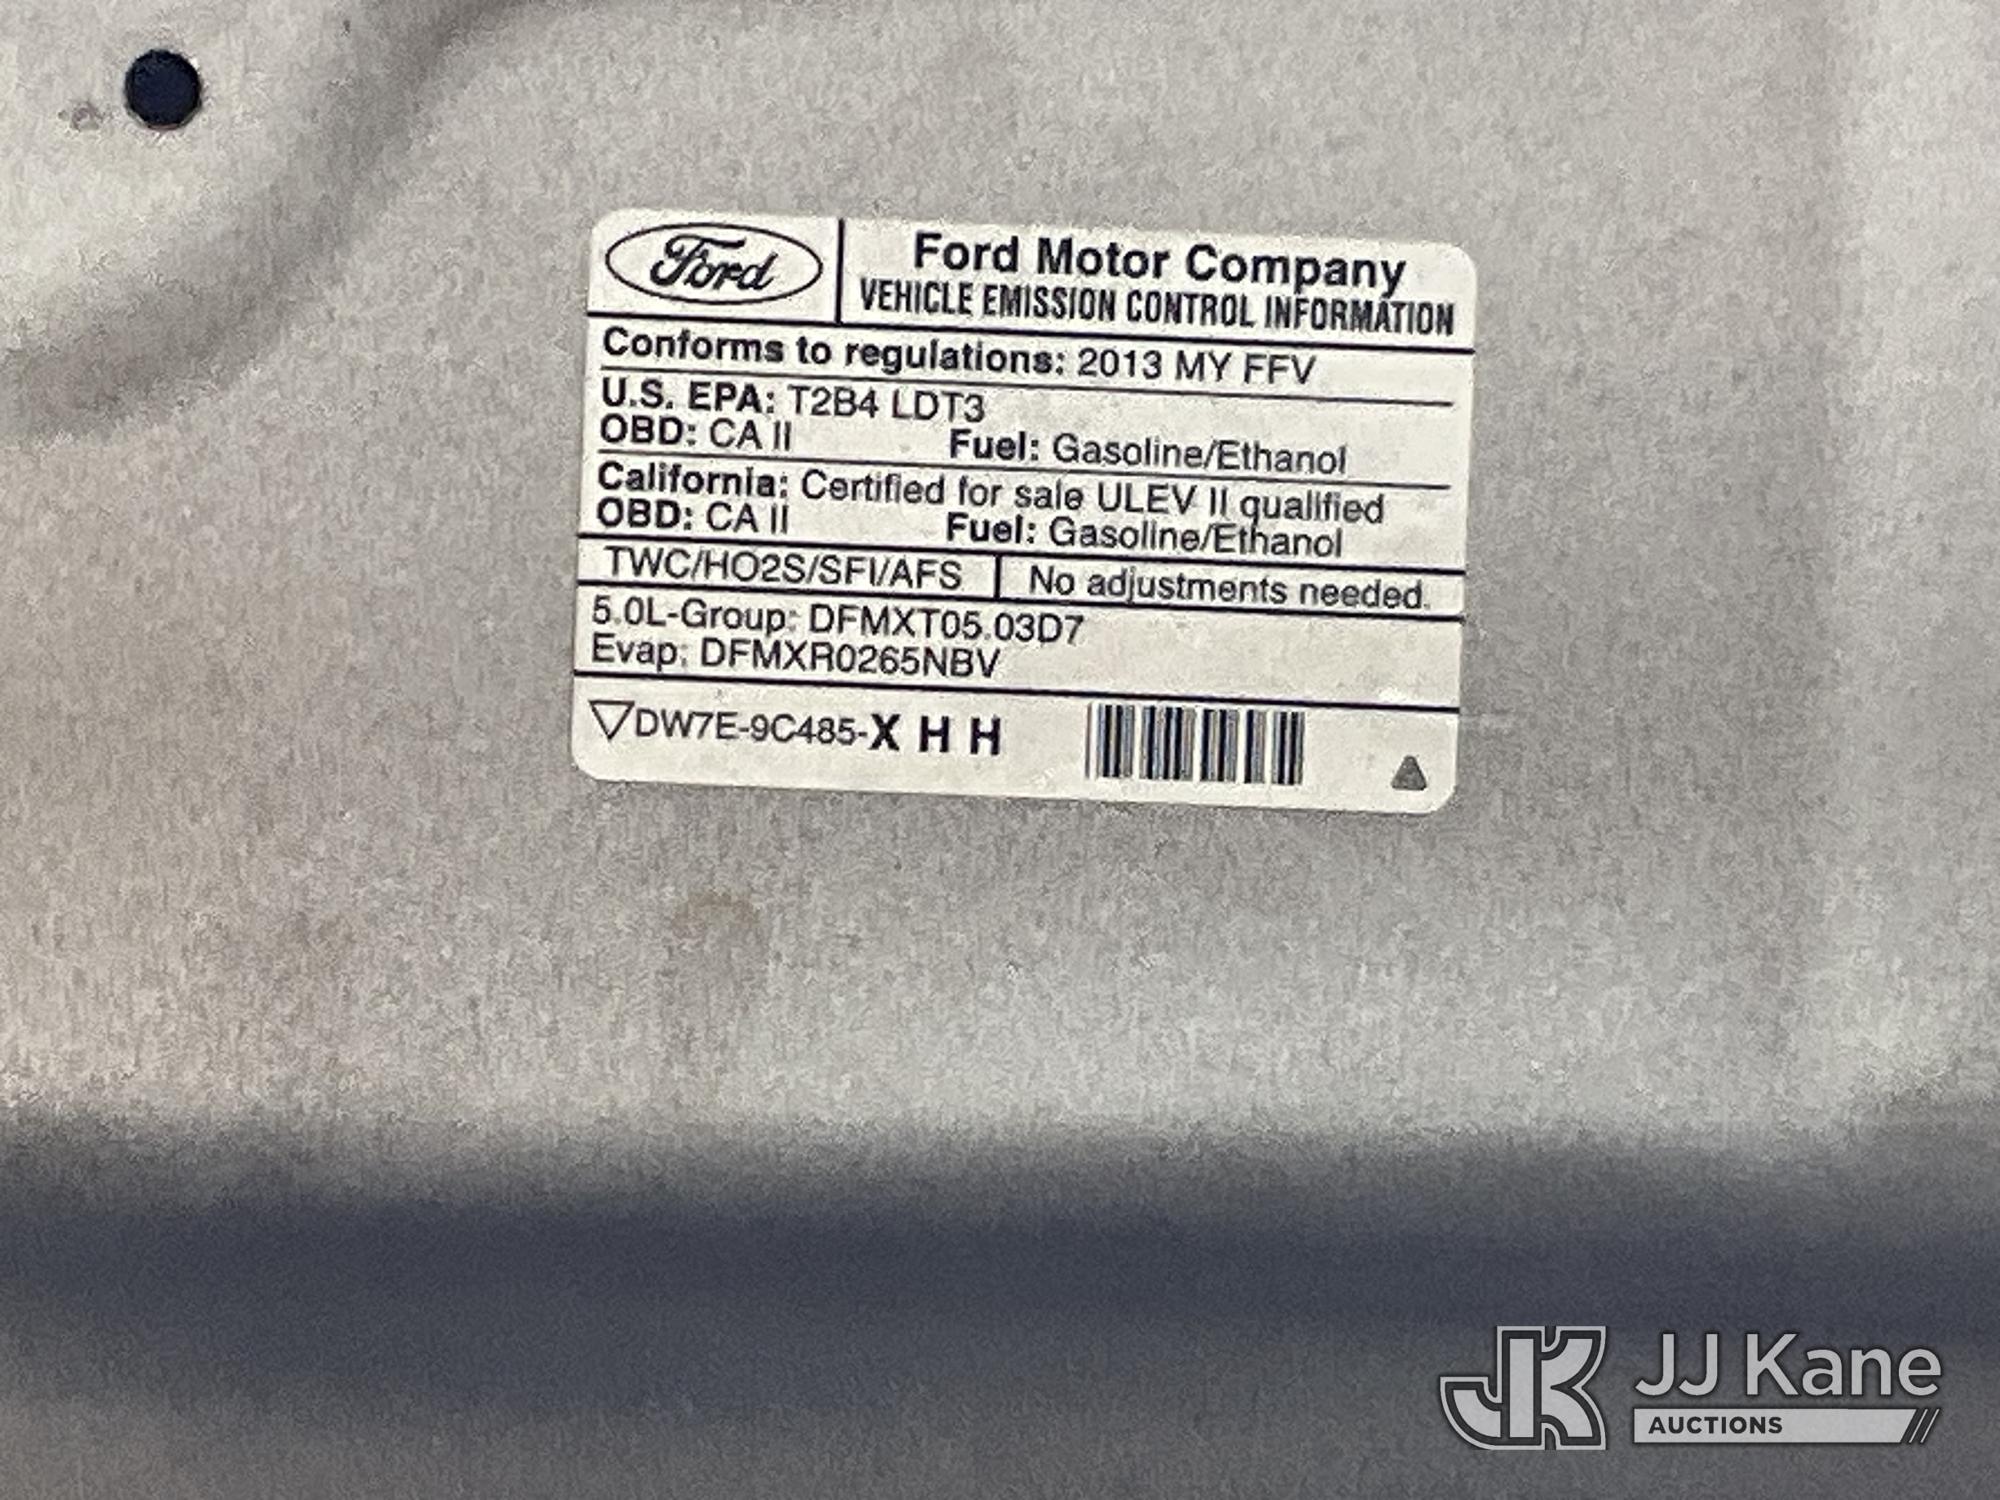 Ford
Ford Motor Company
VEHICLE EMISSION CONTROL INFORMATION
Conforms to regulations: 2013 MY FFV
U.S. EPA: T2B4 LDT3
OBD: CA II Fuel: Gasoline/Ethanol
California: Certified for sale ULEV II qualified
OBD: CA II Fuel: Gasoline/Ethanol
TWC/HO2S/SFI/AFS No adjustments needed.
5.0L-Group: DFMXT05.03D7
Evap: DFMXR0265NBV
DW7E-9C485-X H H
JK JJ Kane
AUCTIONS